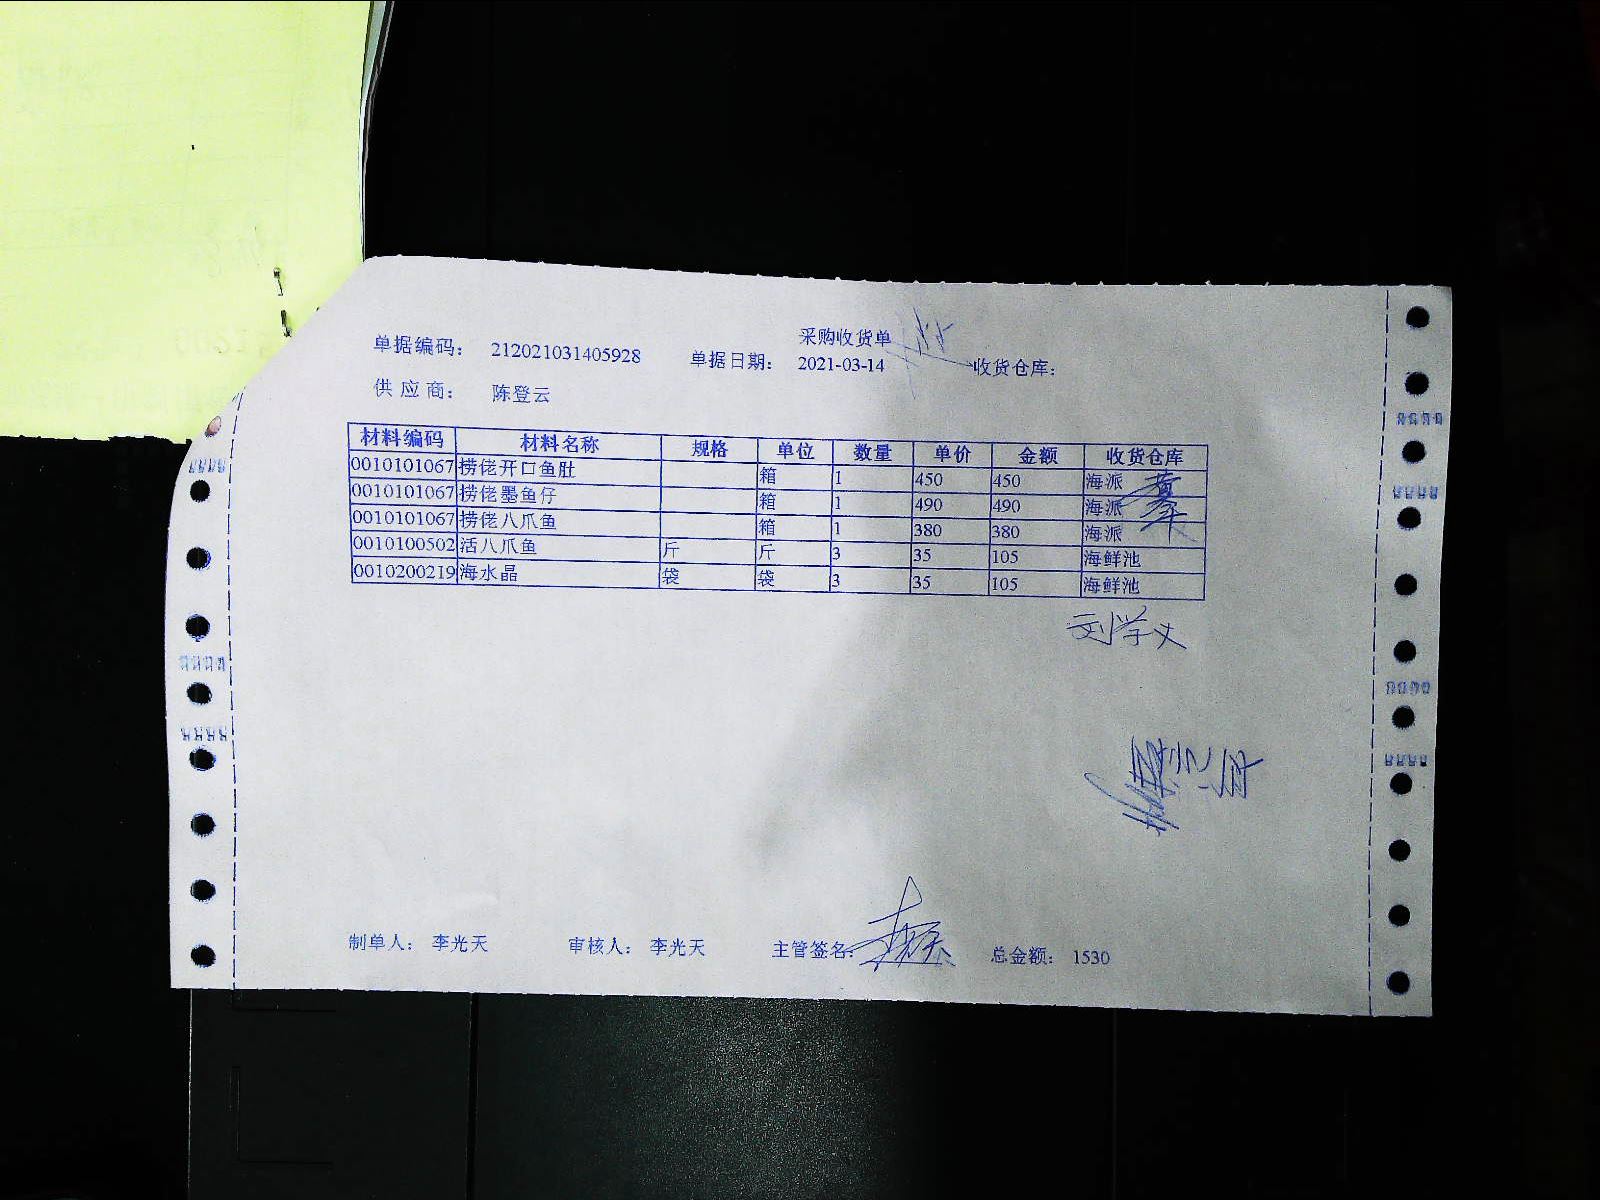 采购收货单
单据编码： 212021031405928 单据日期： 2021-03-14 收货仓库：
供 应 商： 陈登云
材料编码 材料名称 规格 单位 数量 单价 金额 收货仓库
0010101067 捞佬开口鱼肚 箱 1 450 450 海派
0010101067 捞佬墨鱼仔 箱 1 490 490 海派
0010101067 捞佬八爪鱼 箱 1 380 380 海派
0010100502 活八爪鱼 斤 斤 3 35 105 海鲜池
0010200219 海水晶 袋 袋 3 35 105 海鲜池
制单人： 李光天 审核人： 李光天 主管签名： 总金额： 1530